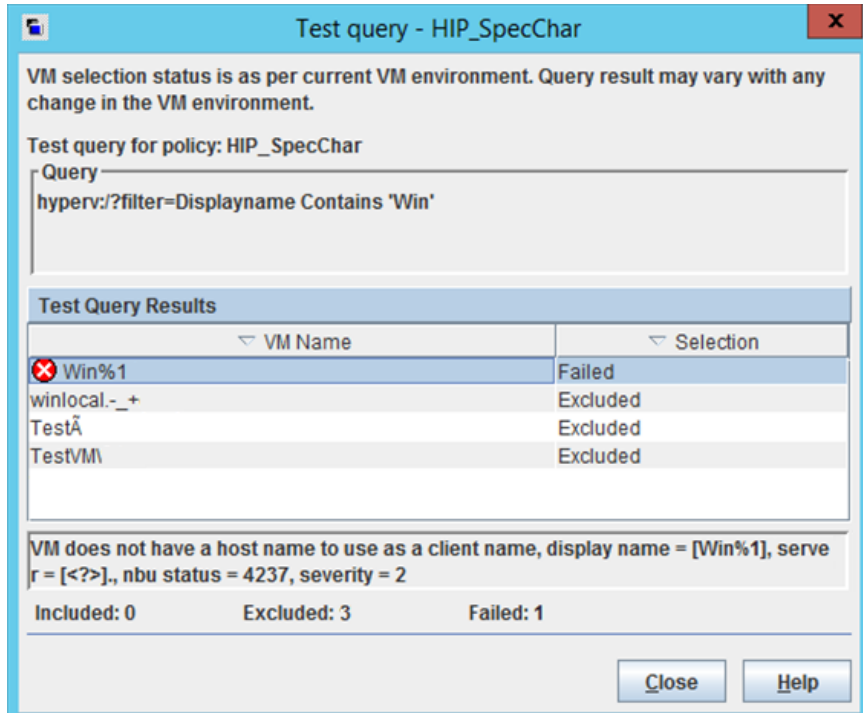 Test query - HIP_SpecChar
x
VM selection status is as per current VM environment. Query result may vary with any
change in the VM environment.
Test query for policy: HIP_SpecChar
Query
hyperv:/?filter=Displayname Contains 'Win'
Test Query Results
VM Name Selection
Win%1 Failed
winlocal.-_+ Excluded
TestÃ Excluded
TestVM\ Excluded
VM does not have a host name to use as a client name, display name = [Win%1], serve
r = [<?>]., nbu status = 4237, severity = 2
Included: 0 Excluded: 3 Failed: 1
Close Help